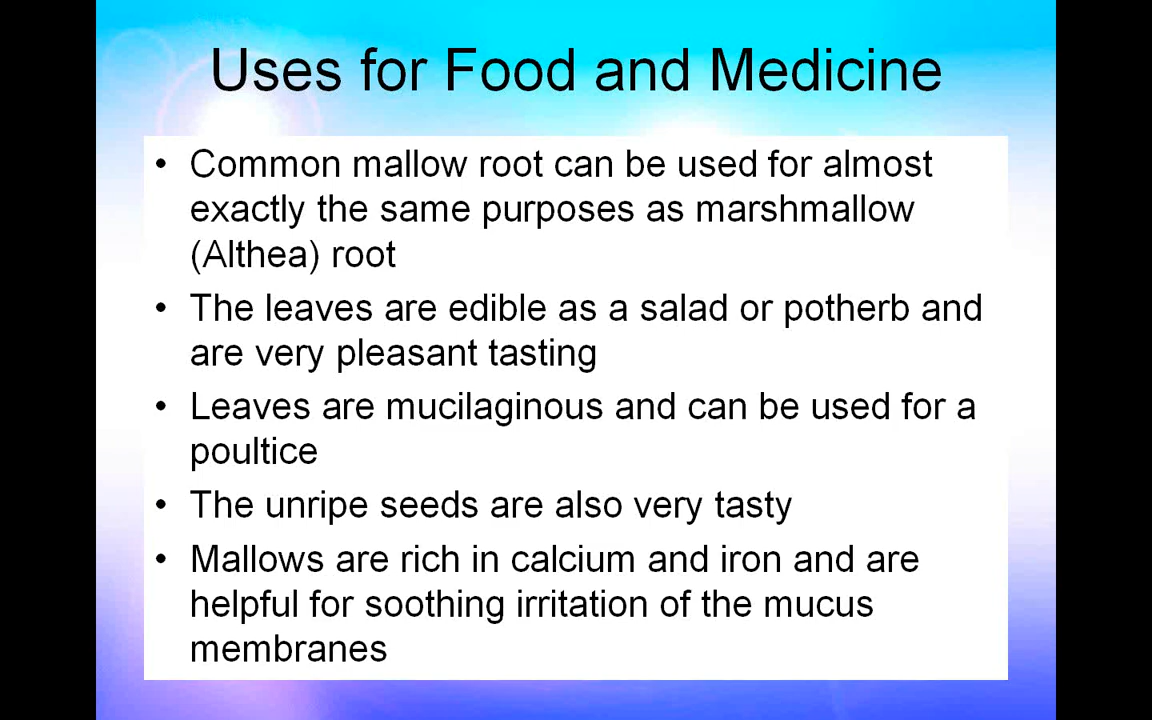 Uses for Food and Medicine
• Common mallow root can be used for almost
exactly the same purposes as marshmallow
(Althea) root
• The leaves are edible as a salad or potherb and
are very pleasant tasting
• Leaves are mucilaginous and can be used for a
poultice
• The unripe seeds are also very tasty
• Mallows are rich in calcium and iron and are
helpful for soothing irritation of the mucus
membranes